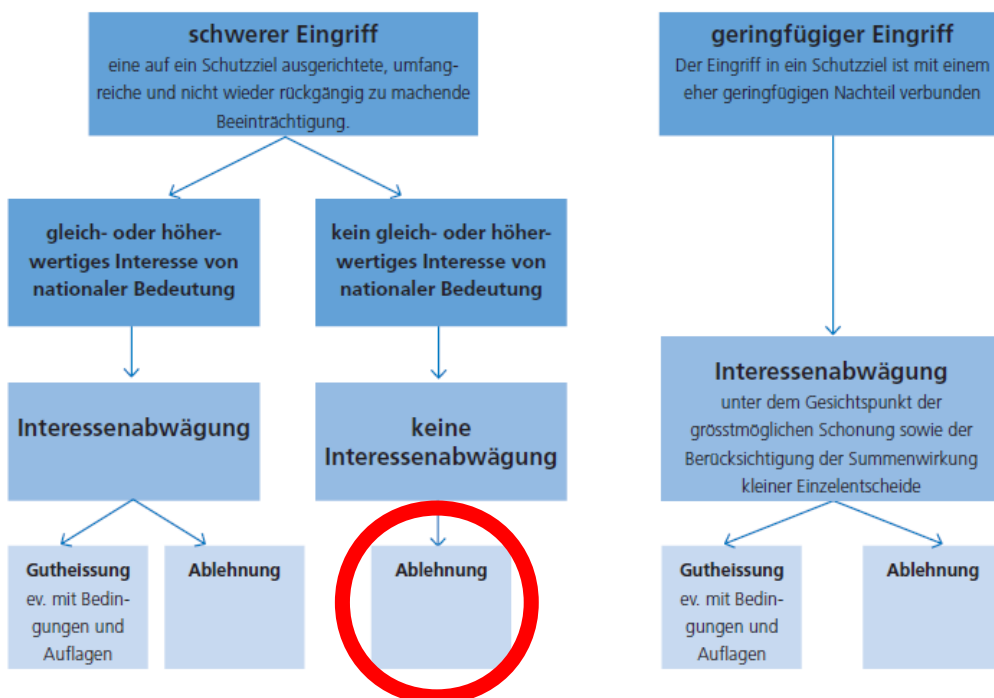 schwerer Eingriff
eine auf ein Schutzziel ausgerichtete, umfang-
reiche und nicht wieder rückgängig zu machende
Beeinträchtigung.
geringfügiger Eingriff
Der Eingriff in ein Schutzziel ist mit einem
eher geringfügigen Nachteil verbunden
gleich- oder höher-
wertiges Interesse von
nationaler Bedeutung
kein gleich- oder höher-
wertiges Interesse von
nationaler Bedeutung
Interessenabwägung
keine
Interessenabwägung
Interessenabwägung
unter dem Gesichtspunkt der
grösstmöglichen Schonung sowie der
Berücksichtigung der Summenwirkung
kleiner Einzelentscheide
Gutheissung
ev. mit Bedin-
gungen und
Auflagen
Ablehnung
Ablehnung
Gutheissung
ev. mit Bedin-
gungen und
Auflagen
Ablehnung